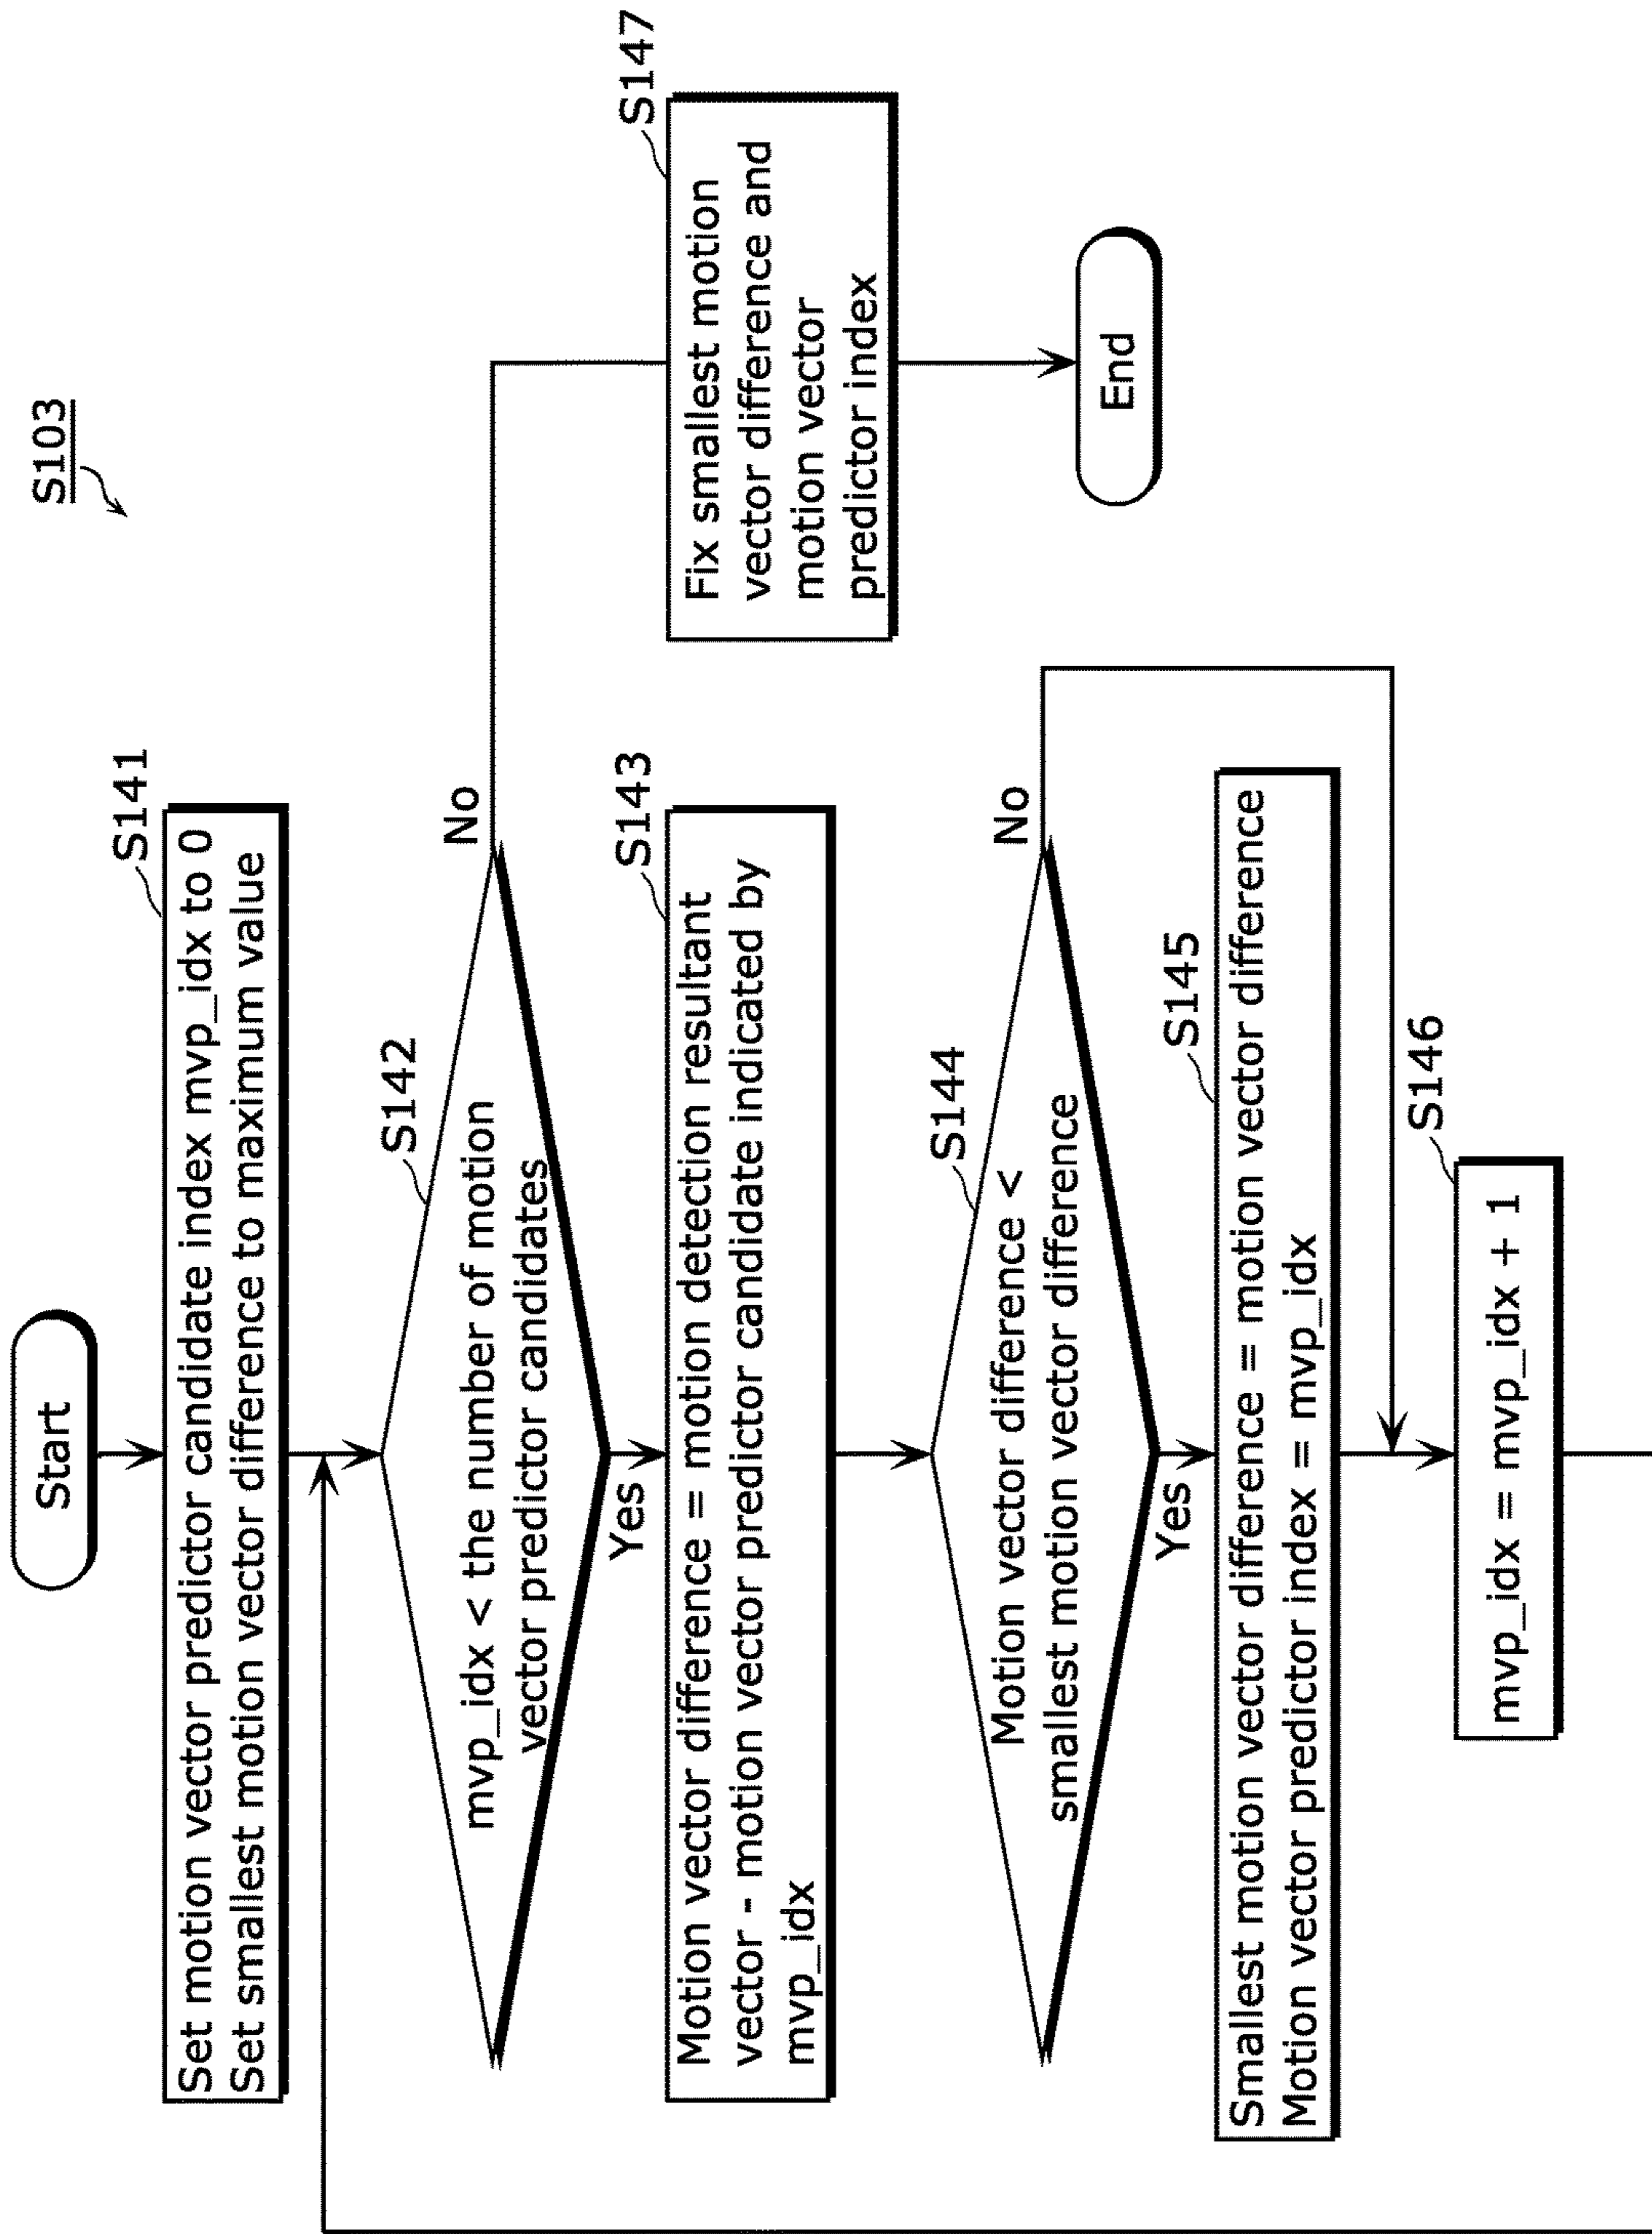 S103
Start
S141
Set motion vector predictor candidate index mvp_idx to 0
Set smallest motion vector difference to maximum value
S142
mvp_idx < the number of motion
vector predictor candidates
No
Yes
S143
Motion vector difference = motion detection resultant
vector - motion vector predictor candidate indicated by
mvp_idx
S147
Fix smallest motion
vector difference and
motion vector
predictor index
End
S144
Motion vector difference <
smallest motion vector difference
No
Yes
S145
Smallest motion vector difference = motion vector difference
Motion vector predictor index = mvp_idx
S146
mvp_idx = mvp_idx + 1